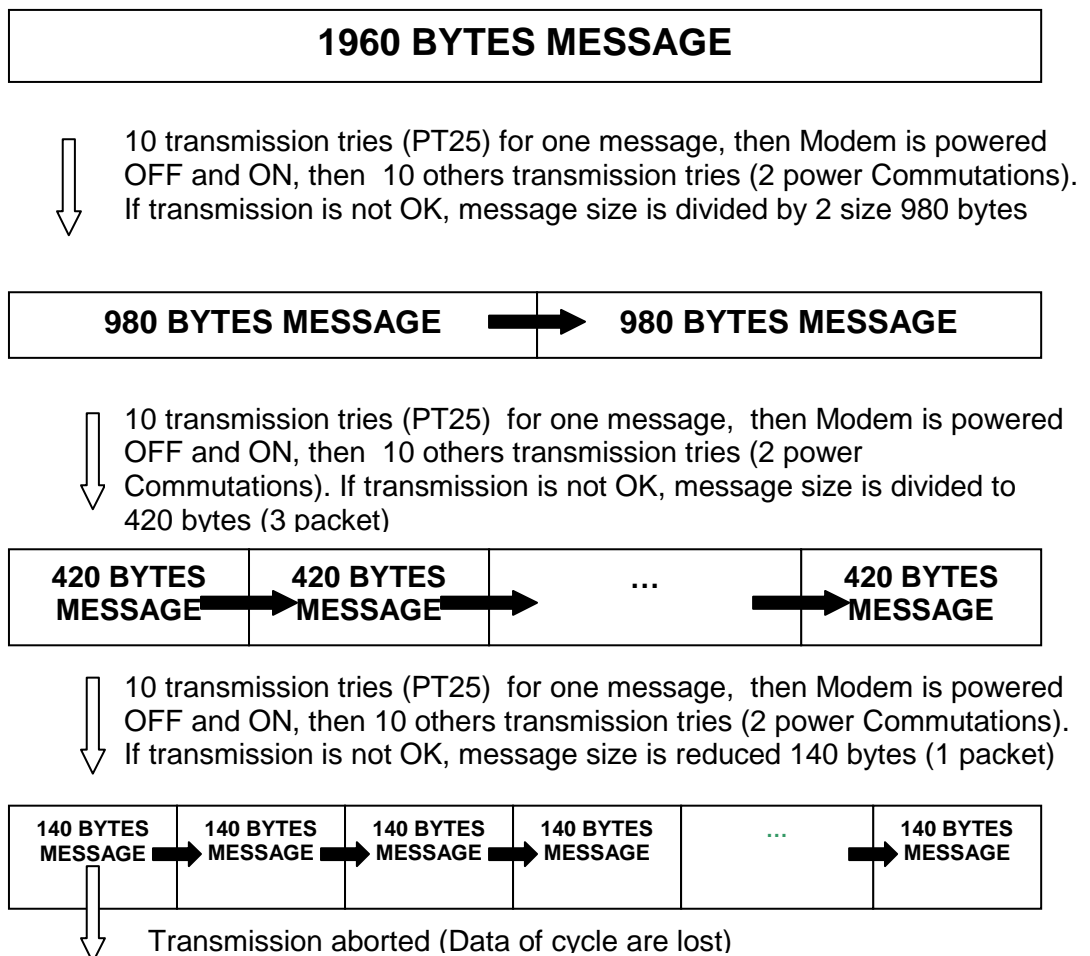 1960 BYTES MESSAGE
10 transmission tries (PT25) for one message, then Modem is powered
OFF and ON, then 10 others transmission tries (2 power Commutations).
If transmission is not OK, message size is divided by 2 size 980 bytes
980 BYTES MESSAGE 980 BYTES MESSAGE
10 transmission tries (PT25) for one message, then Modem is powered
OFF and ON, then 10 others transmission tries (2 power
Commutations). If transmission is not OK, message size is divided to
420 bytes (3 packet)
420 BYTES 420 BYTES ... 420 BYTES
MESSAGE MESSAGE MESSAGE
10 transmission tries (PT25) for one message, then Modem is powered
OFF and ON, then 10 others transmission tries (2 power Commutations).
If transmission is not OK, message size is reduced 140 bytes (1 packet)
140 BYTES 140 BYTES 140 BYTES 140 BYTES ... 140 BYTES
MESSAGE MESSAGE MESSAGE MESSAGE MESSAGE
Transmission aborted (Data of cycle are lost)